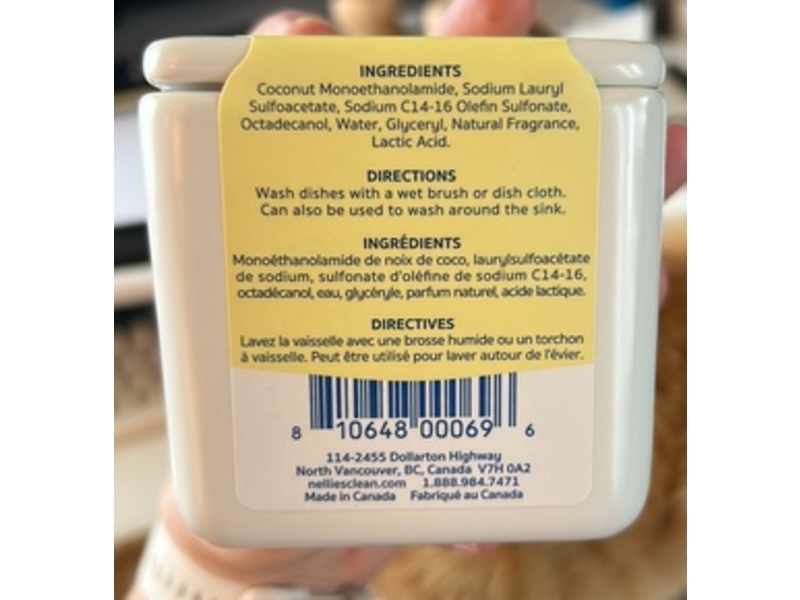 INGREDIENTS
Coconut Monoethanolamide, Sodium Lauryl
Sulfoacetate, Sodium C14-16 Olefin Sulfonate,
Octadecanol, Water, Glyceryl, Natural Fragrance,
Lactic Acid.
DIRECTIONS
Wash dishes with a wet brush or dish cloth.
Can also be used to wash around the sink.
INGRÉDIENTS
Monoéthanolamide de noix de coco, laurylsulfoacétate
de sodium, sulfonate d'oléfine de sodium C14-16,
octadécanol, eau, glycéryle, parfum naturel, acide lactique.
DIRECTIVES
Lavez la vaisselle avec une brosse humide ou un torchon
à vaisselle. Peut être utilisé pour laver autour de l'évier.
8 10648 00069 6
114-2455 Dollarton Highway
North Vancouver, BC, Canada V7H 0A2
nelliesclean.com 1.888.984.7471
Made in Canada Fabriqué au Canada